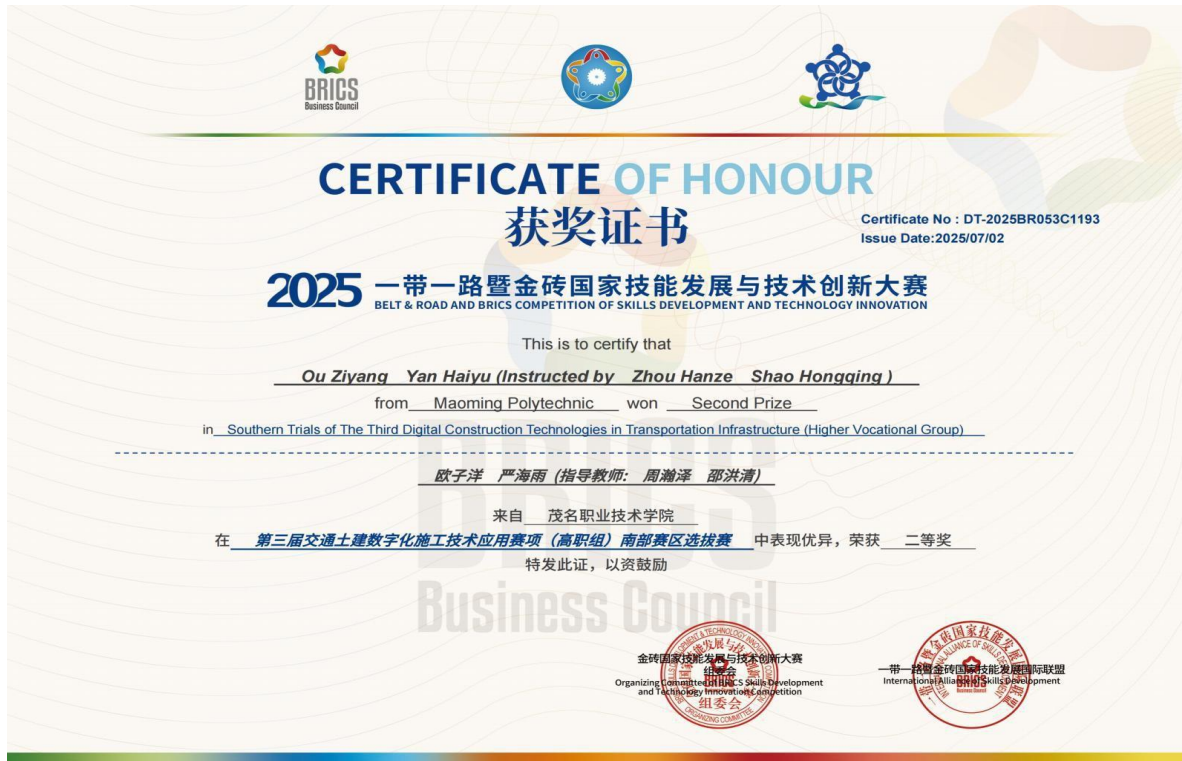 BRICS
Business Council
CERTIFICATE OF HONOUR
获奖证书
Certificate No : DT-2025BR053C1193
Issue Date:2025/07/02
2025 一带一路暨金砖国家技能发展与技术创新大赛
BELT & ROAD AND BRICS COMPETITION OF SKILLS DEVELOPMENT AND TECHNOLOGY INNOVATION
This is to certify that
Ou Ziyang Yan Haiyu (Instructed by Zhou Hanze Shao Hongqing )
from Maoming Polytechnic won Second Prize
in Southern Trials of The Third Digital Construction Technologies in Transportation Infrastructure (Higher Vocational Group)
欧子洋 严海雨 (指导教师: 周瀚泽 邵洪清)
来自 茂名职业技术学院
在 第三届交通土建数字化施工技术应用赛项（高职组）南部赛区选拔赛 中表现优异，荣获 二等奖
特发此证，以资鼓励
BRICS
Business Council
金砖国家技能发展与技术创新大赛
组委会
Organizing Committee of BRICS Skills Development
and Technology Innovation Competition
组委会
ORGANIZING COMMITTEE
一带一路暨金砖国家技能发展国际联盟
International Alliance of Skills Development
BRICS
Business Council